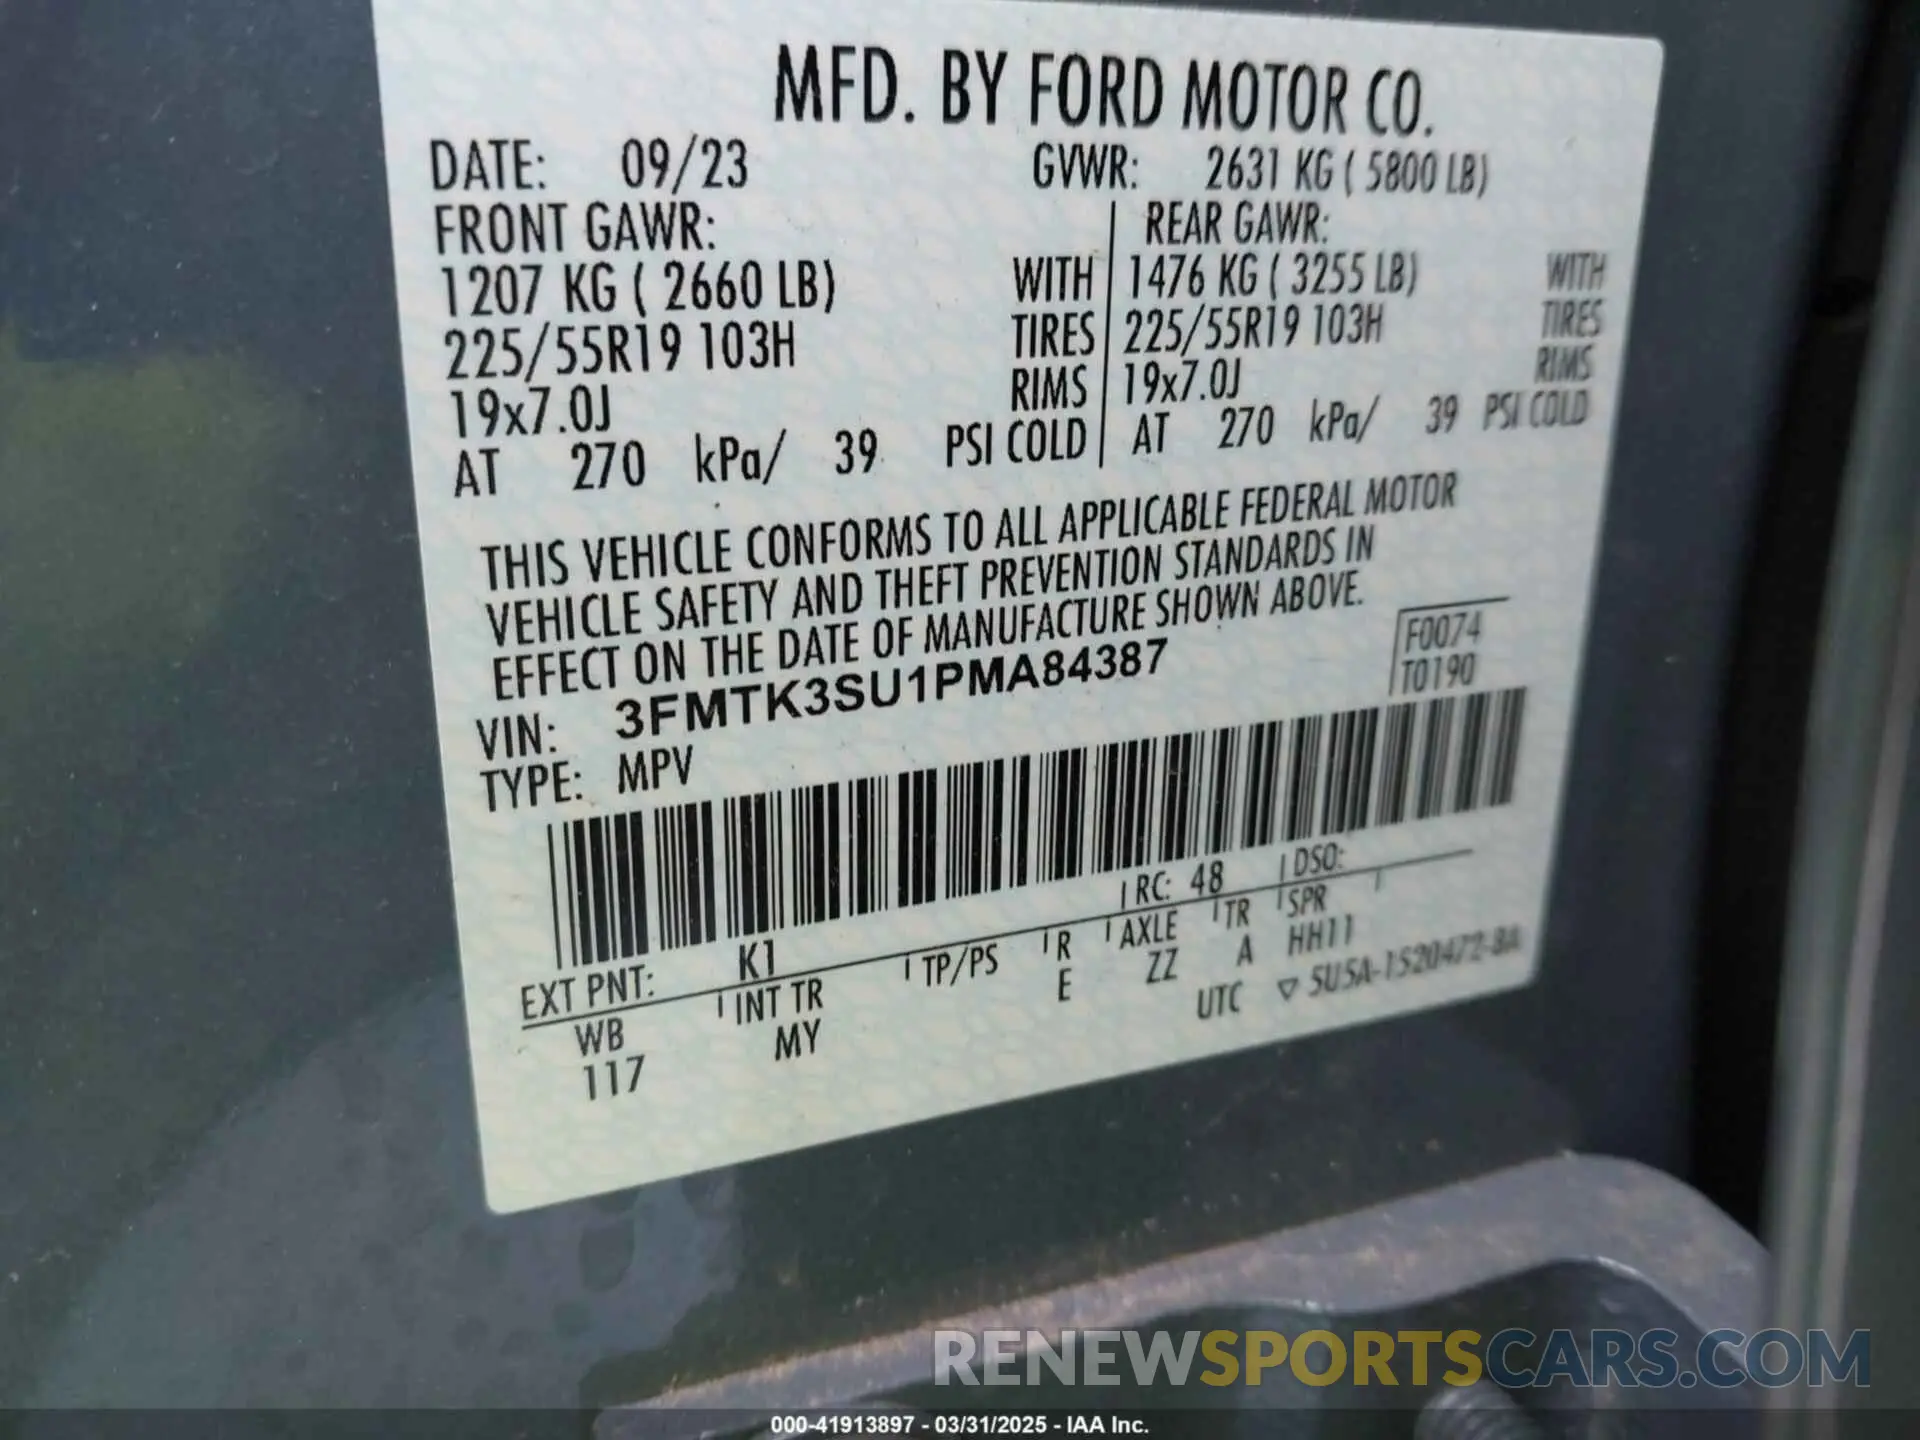 MFD. BY FORD MOTOR CO.
DATE: 09/23 GVWR: 2631 KG ( 5800 LB)
FRONT GAWR: REAR GAWR:
1207 KG ( 2660 LB) WITH 1476 KG ( 3255 LB) WITH
225/55R19 103H TIRES 225/55R19 103H TIRES
19x7.0J RIMS 19x7.0J RIMS
AT 270 kPa/ 39 PSI COLD AT 270 kPa/ 39 PSI COLD
THIS VEHICLE CONFORMS TO ALL APPLICABLE FEDERAL MOTOR
VEHICLE SAFETY AND THEFT PREVENTION STANDARDS IN
EFFECT ON THE DATE OF MANUFACTURE SHOWN ABOVE.
F0074
T0190
VIN: 3FMTK3SU1PMA84387
TYPE: MPV
EXT PNT: K1 RC: 48 DSO:
WB INT TR TP/PS R AXLE TR SPR
117 MY E ZZ A HH11
UTC ▽ 5U5A-1520472-BA
RENEWSPORTSCARS.COM
000-41913897 - 03/31/2025 - IAA Inc.